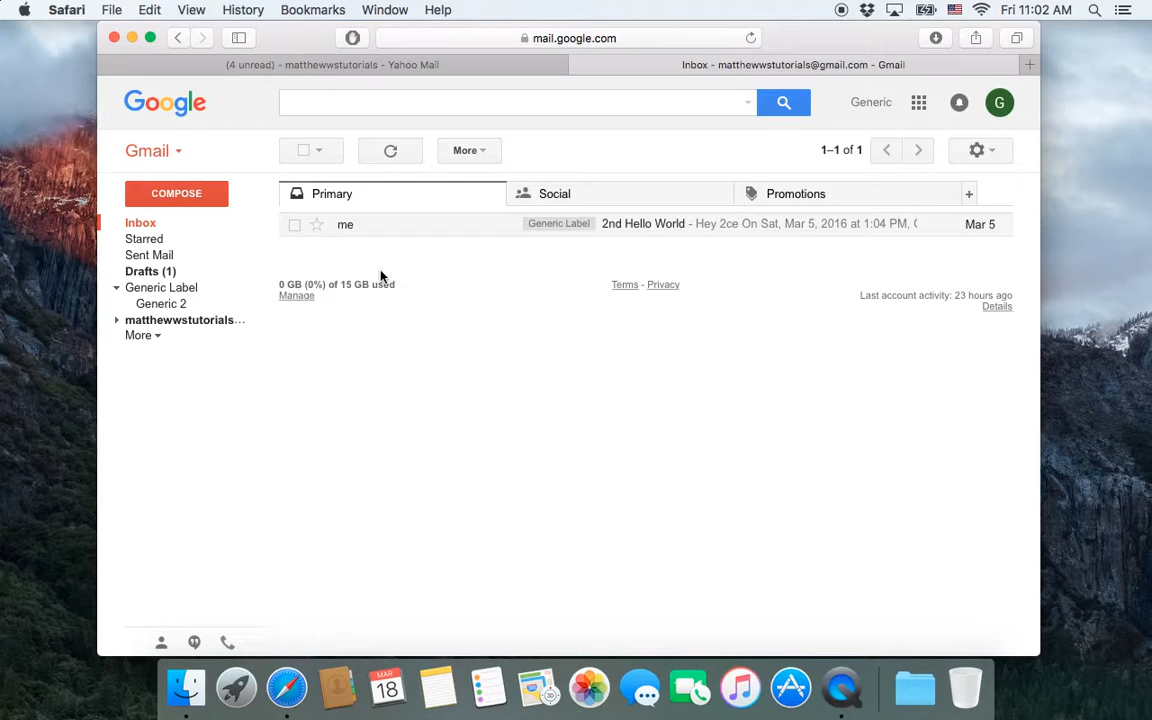 Safari File Edit View History Bookmarks Window Help Fri 11:02 AM
mail.google.com
(4 unread) - matthewwstutorials - Yahoo Mail Inbox - matthewwstutorials@gmail.com - Gmail
Google Generic G
Gmail More 1–1 of 1
COMPOSE Primary Social Promotions +
Inbox me Generic Label 2nd Hello World - Hey 2ce On Sat, Mar 5, 2016 at 1:04 PM, Mar 5
Starred
Sent Mail
Drafts (1)
Generic Label 0 GB (0%) of 15 GB used Terms - Privacy Last account activity: 23 hours ago
Generic 2 Manage Details
matthewwstutorials...
More
MAR
18
3D